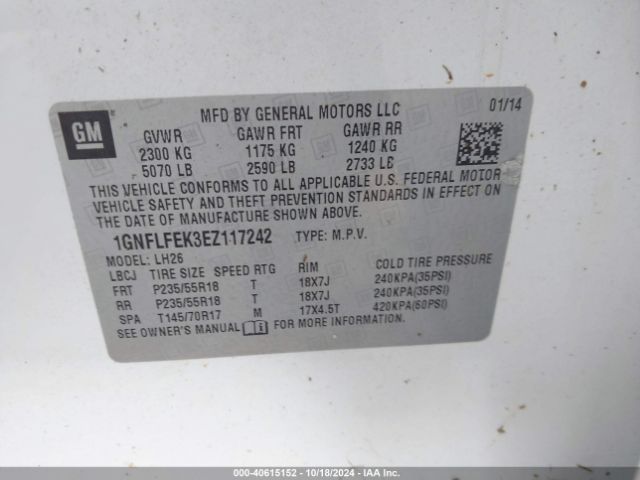 GM
MFD BY GENERAL MOTORS LLC 01/14
GVWR GAWR FRT GAWR RR
2300 KG 1175 KG 1240 KG
5070 LB 2590 LB 2733 LB
THIS VEHICLE CONFORMS TO ALL APPLICABLE U.S. FEDERAL MOTOR
VEHICLE SAFETY AND THEFT PREVENTION STANDARDS IN EFFECT ON
THE DATE OF MANUFACTURE SHOWN ABOVE.
1GNFLFEK3EZ117242 TYPE: M.P.V.
MODEL: LH26
LBCJ TIRE SIZE SPEED RTG RIM COLD TIRE PRESSURE
FRT P235/55R18 T 18X7J 240KPA(35PSI)
RR P235/55R18 T 18X7J 240KPA(35PSI)
SPA T145/70R17 M 17X4.5T 420KPA(60PSI)
SEE OWNER'S MANUAL FOR MORE INFORMATION.
000-40615152 | 10/18/2024 - IAA Inc.